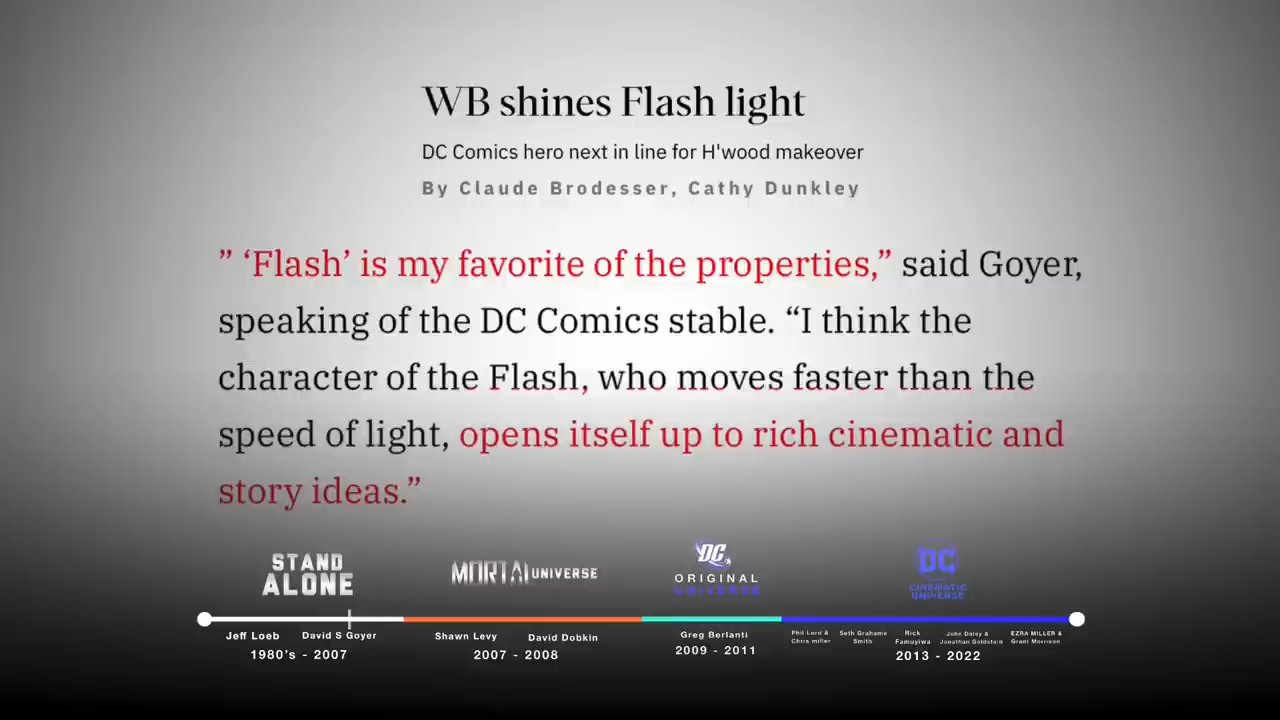 WB shines Flash light
DC Comics hero next in line for H'wood makeover
By Claude Brodesser, Cathy Dunkley
” ‘Flash’ is my favorite of the properties,” said Goyer,
speaking of the DC Comics stable. “I think the
character of the Flash, who moves faster than the
speed of light, opens itself up to rich cinematic and
story ideas.”
STAND
ALONE
MORTAL UNIVERSE
DC
ORIGINAL
UNIVERSE
DC
CINEMATIC
UNIVERSE
Jeff Loeb David S Goyer
1980's - 2007
Shawn Levy David Dobkin
2007 - 2008
Greg Berlanti
2009 - 2011
Phil Lord &
Chris miller
Seth Grahame
Smith
Rick
Famuyiwa
John Daley &
Jonathan Goldstein
EZRA MILLER &
Grant Morrison
2013 - 2022